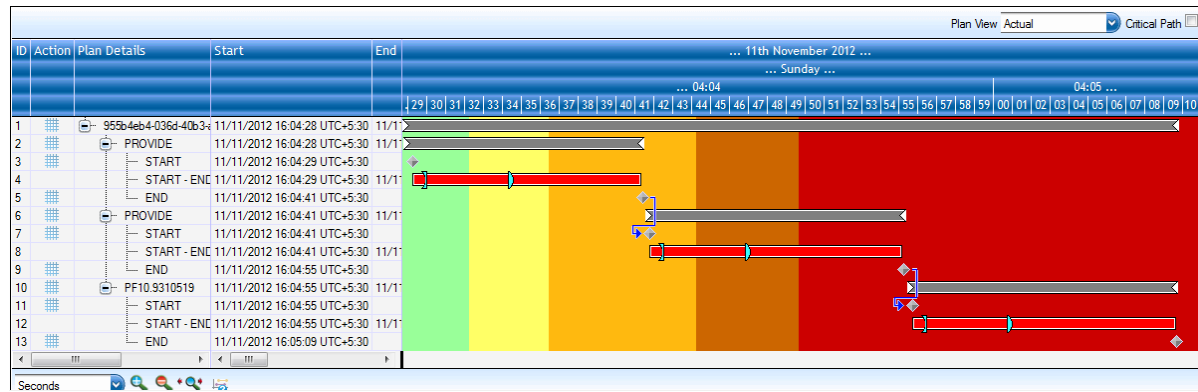 Plan View Actual Critical Path
ID Action Plan Details Start End ... 11th November 2012 ...
... Sunday ...
... 04:04 04:05 ...
29 30 31 32 33 34 35 36 37 38 39 40 41 42 43 44 45 46 47 48 49 50 51 52 53 54 55 56 57 58 59 00 01 02 03 04 05 06 07 08 09 10
1 955b4eb4-036d-40b3- 11/11/2012 16:04:28 UTC+5:30 11/1
2 PROVIDE 11/11/2012 16:04:28 UTC+5:30 11/1
3 START 11/11/2012 16:04:29 UTC+5:30
4 START - END 11/11/2012 16:04:29 UTC+5:30 11/1
5 END 11/11/2012 16:04:41 UTC+5:30
6 PROVIDE 11/11/2012 16:04:41 UTC+5:30 11/1
7 START 11/11/2012 16:04:41 UTC+5:30
8 START - END 11/11/2012 16:04:41 UTC+5:30 11/1
9 END 11/11/2012 16:04:55 UTC+5:30
10 PF10.9310519 11/11/2012 16:04:55 UTC+5:30 11/1
11 START 11/11/2012 16:04:55 UTC+5:30
12 START - END 11/11/2012 16:04:55 UTC+5:30 11/1
13 END 11/11/2012 16:05:09 UTC+5:30
Seconds